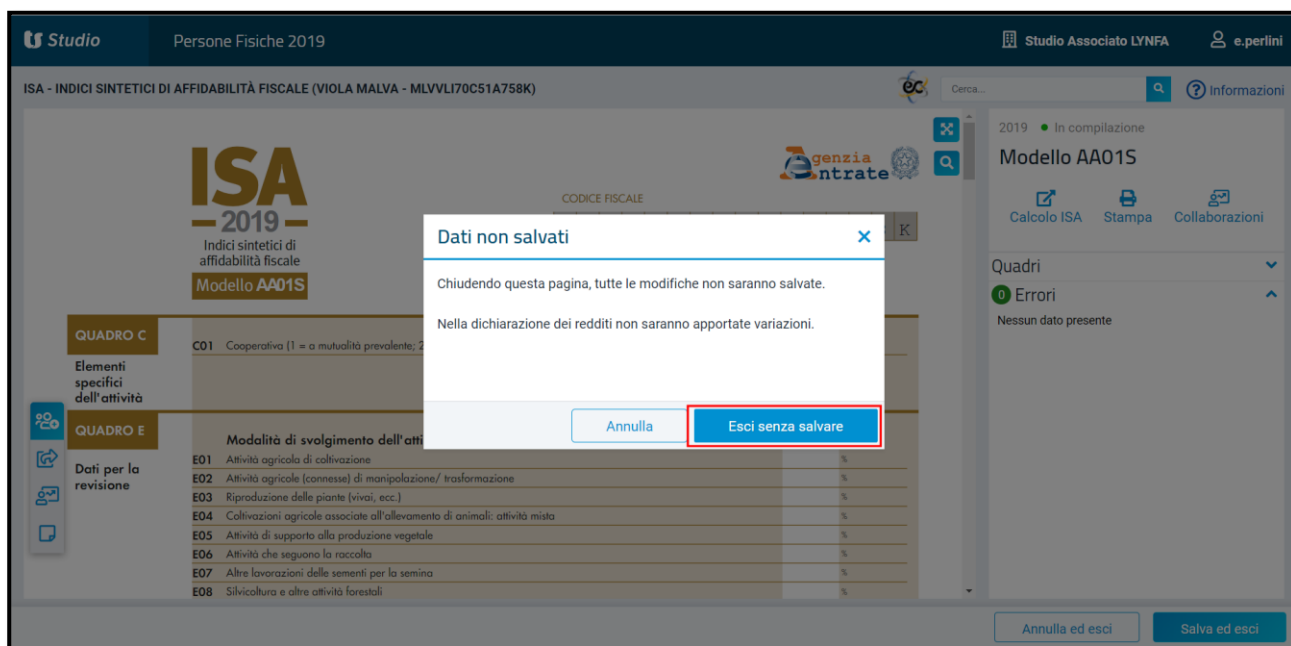 Studio
Persone Fisiche 2019
Studio Associato LYNFA
e.perlini
ISA - INDICI SINTETICI DI AFFIDABILITÀ FISCALE (VIOLA MALVA - MLVVLI70C51A758K)
Cerca...
Informazioni
ISA
2019
Indici sintetici di
affidabilità fiscale
Modello AA01S
Agenzia
Entrate
CODICE FISCALE
K
2019 • In compilazione
Modello AA01S
Calcolo ISA
Stampa
Collaborazioni
Quadri
0 Errori
Nessun dato presente
Dati non salvati
Chiudendo questa pagina, tutte le modifiche non saranno salvate.
Nella dichiarazione dei redditi non saranno apportate variazioni.
Annulla
Esci senza salvare
QUADRO C
Elementi
specifici
dell'attività
C01 Cooperativa (1 = a mutualità prevalente; 2
QUADRO E
Dati per la
revisione
Modalità di svolgimento dell'atti
E01 Attività agricola di coltivazione %
E02 Attività agricole (connesse) di manipolazione/ trasformazione %
E03 Riproduzione delle piante (vivai, ecc.) %
E04 Coltivazioni agricole associate all'allevamento di animali: attività mista %
E05 Attività di supporto alla produzione vegetale %
E06 Attività che seguono la raccolta %
E07 Altre lavorazioni delle sementi per la semina %
E08 Silvicoltura e altre attività forestali %
Annulla ed esci
Salva ed esci